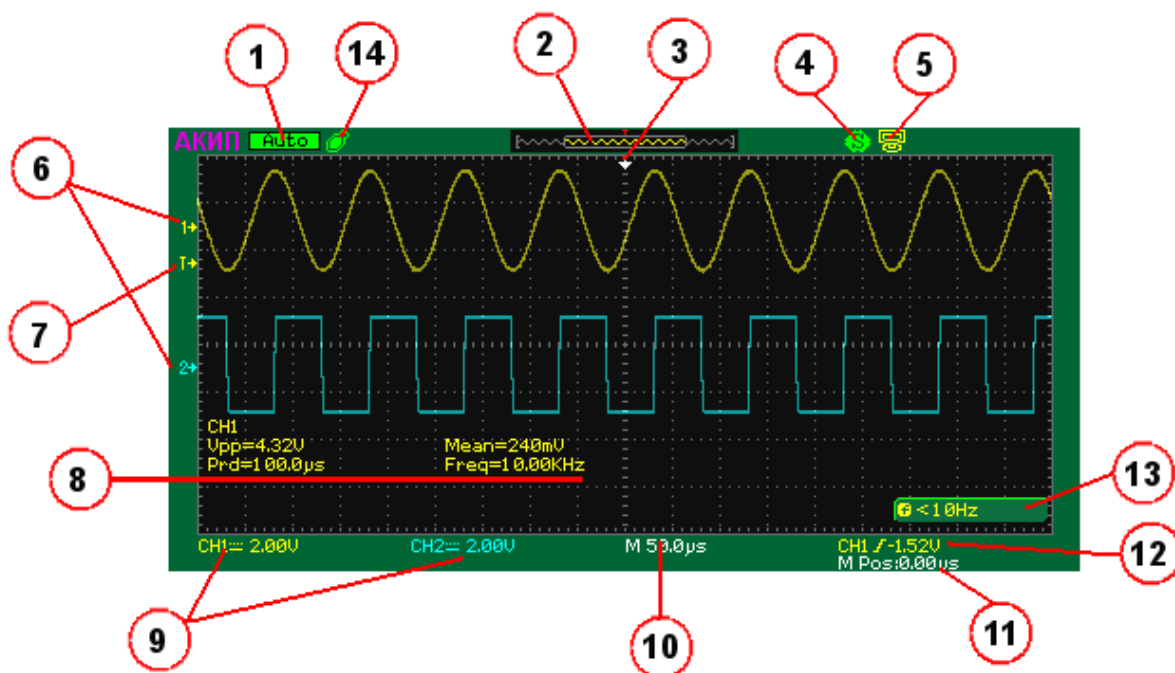 1 14 2 3 4 5
АКИП Auto T S
6
1
T
7
2
CH1
Vpp=4.32V Mean=240mV
Prd=100.0µs Freq=10.00KHz
8
13
f <10Hz
CH1 2.00V CH2 2.00V M 50.0µs CH1 -1.52V
M Pos:0.00µs
12
9 10 11